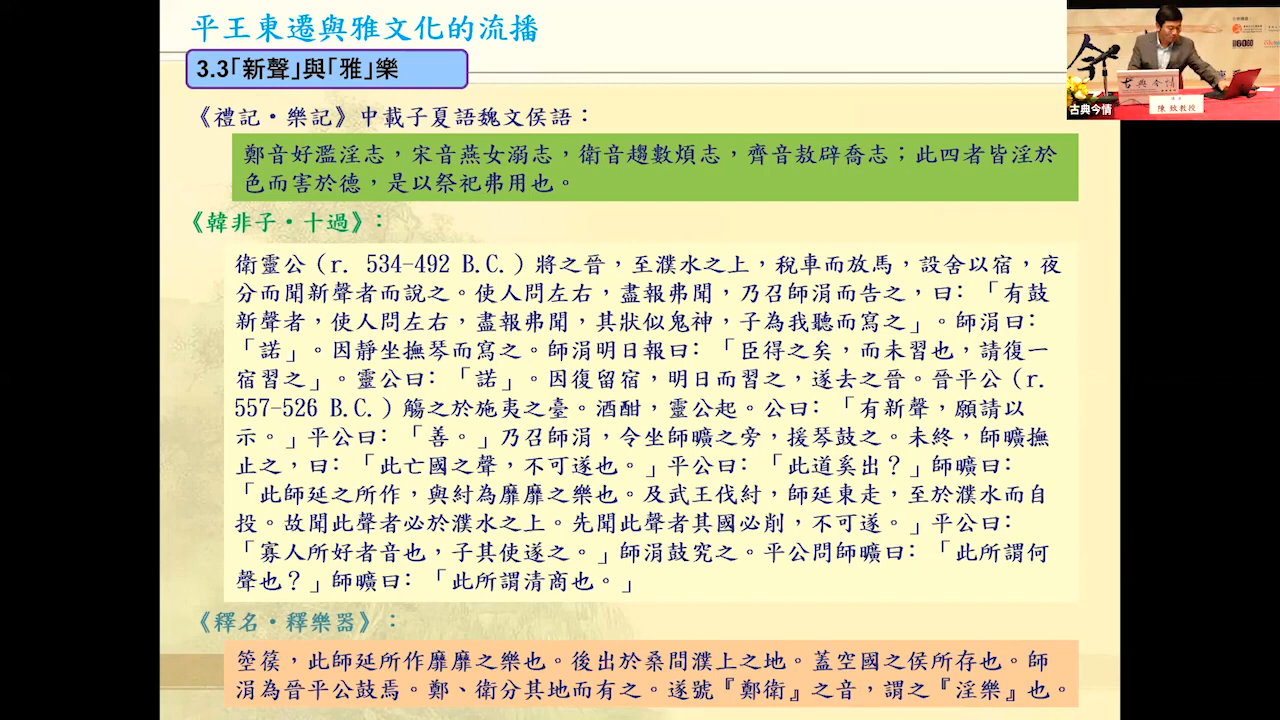 平王東遷與雅文化的流播
3.3「新聲」與「雅」樂
《禮記·樂記》中載子夏語魏文侯語：
鄭音好濫淫志，宋音燕女溺志，衛音趨數煩志，齊音敖辟喬志；此四者皆淫於
色而害於德，是以祭祀弗用也。
《韓非子·十過》：
衛靈公（r. 534-492 B.C.）將之晉，至濮水之上，稅車而放馬，設舍以宿，夜
分而聞新聲者而說之。使人問左右，盡報弗聞，乃召師涓而告之，曰：「有鼓
新聲者，使人問左右，盡報弗聞，其狀似鬼神，子為我聽而寫之」。師涓曰：
「諾」。因靜坐撫琴而寫之。師涓明日報曰：「臣得之矣，而未習也，請復一
宿習之」。靈公曰：「諾」。因復留宿，明日而習之，遂去之晉。晉平公（r.
557-526 B.C.）觴之於施夷之臺。酒酣，靈公起。公曰：「有新聲，願請以
示。」平公曰：「善。」乃召師涓，令坐師曠之旁，援琴鼓之。未終，師曠撫
止之，曰：「此亡國之聲，不可遂也。」平公曰：「此道奚出？」師曠曰：
「此師延之所作，與紂為靡靡之樂也。及武王伐紂，師延東走，至於濮水而自
投。故聞此聲者必於濮水之上。先聞此聲者其國必削，不可遂。」平公曰：
「寡人所好者音也，子其使遂之。」師涓鼓究之。平公問師曠曰：「此所謂何
聲也？」師曠曰：「此所謂清商也。」
《釋名·釋樂器》：
箜篌，此師延所作靡靡之樂也。後出於桑間濮上之地。蓋空國之侯所存也。師
涓為晉平公鼓焉。鄭、衛分其地而有之。遂號『鄭衛』之音，謂之『淫樂』也。
古典今情
陳致教授
古典今情